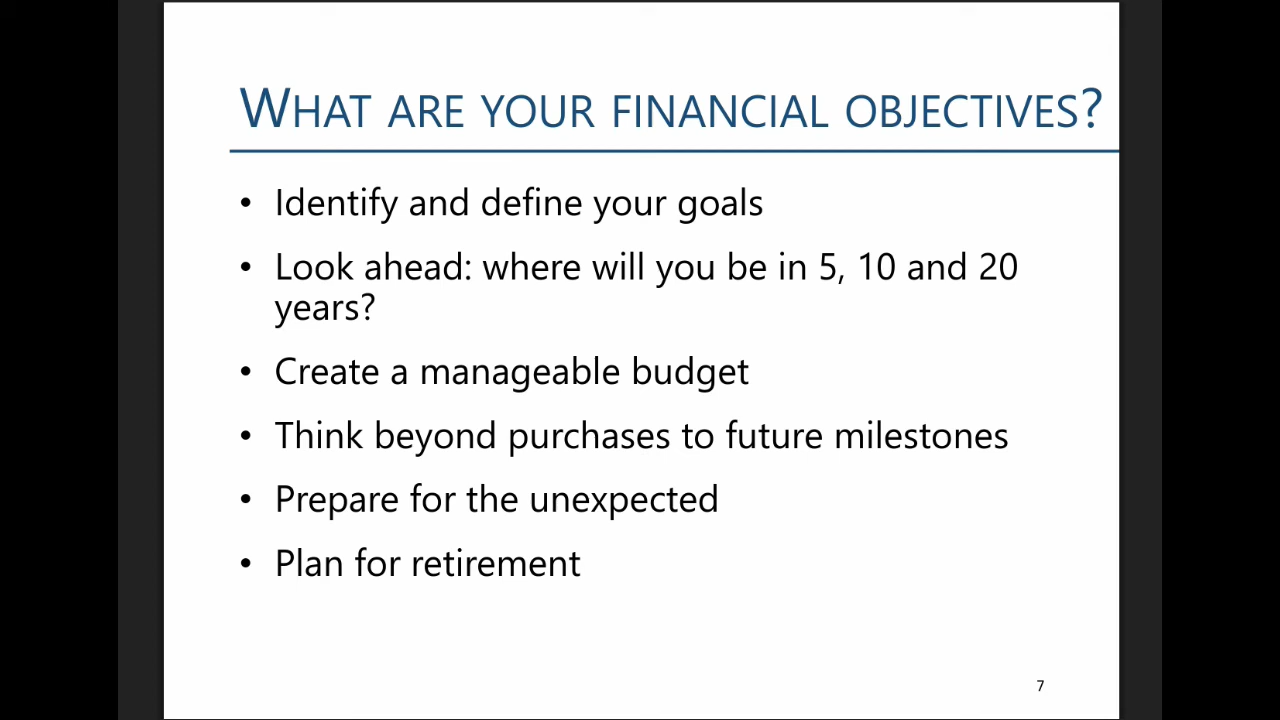 WHAT ARE YOUR FINANCIAL OBJECTIVES?
• Identify and define your goals
• Look ahead: where will you be in 5, 10 and 20
years?
• Create a manageable budget
• Think beyond purchases to future milestones
• Prepare for the unexpected
• Plan for retirement
7